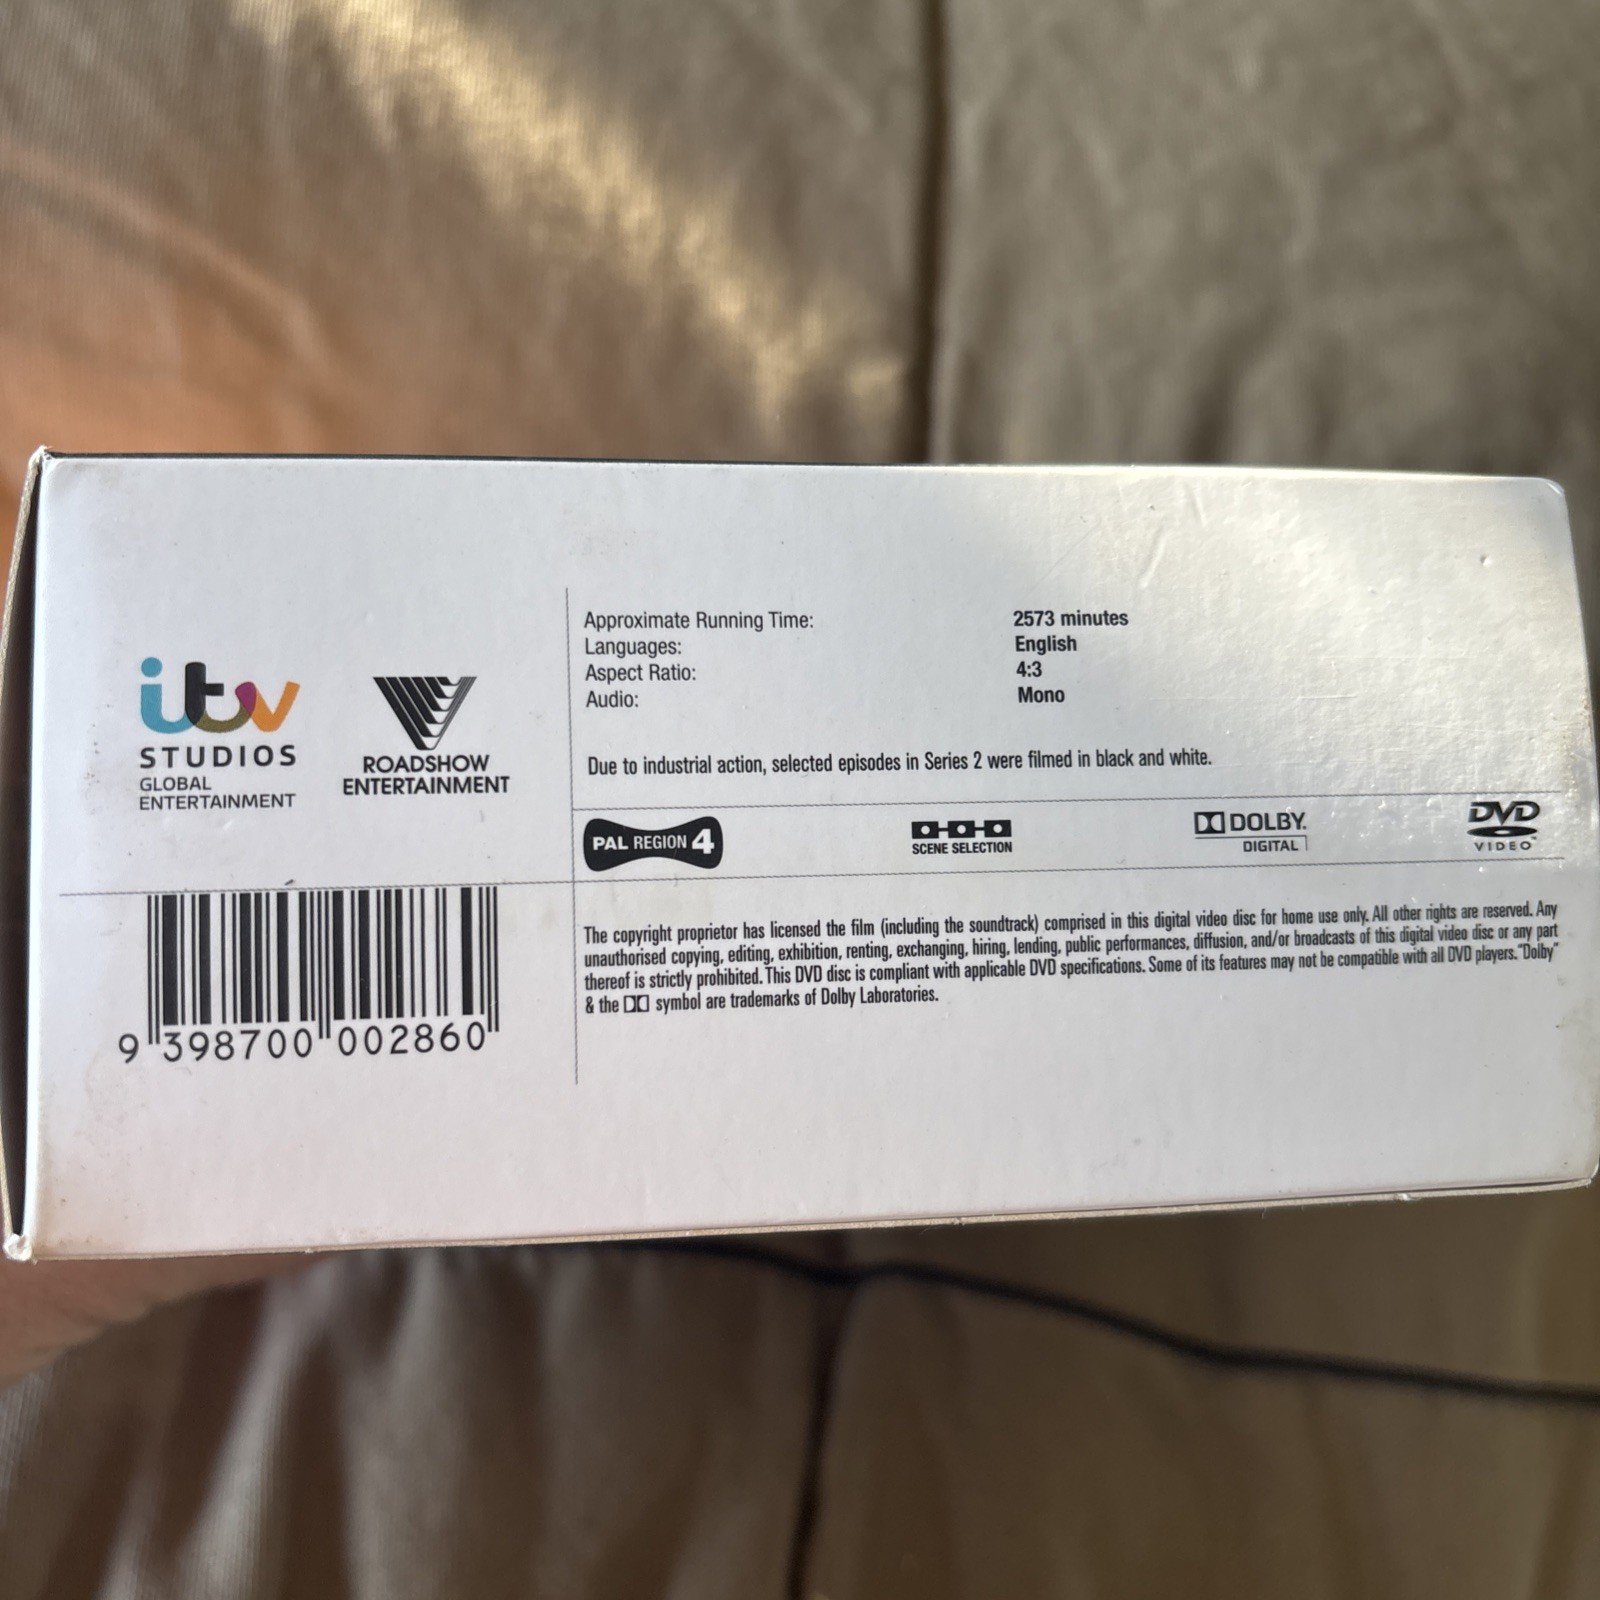 itv
STUDIOS
GLOBAL
ENTERTAINMENT
ROADSHOW
ENTERTAINMENT
Approximate Running Time: 2573 minutes
Languages: English
Aspect Ratio: 4:3
Audio: Mono
Due to industrial action, selected episodes in Series 2 were filmed in black and white.
PAL REGION 4
SCENE SELECTION
DOLBY
DIGITAL
DVD
VIDEO
9 398700 002860
The copyright proprietor has licensed the film (including the soundtrack) comprised in this digital video disc for home use only. All other rights are reserved. Any
unauthorised copying, editing, exhibition, renting, exchanging, hiring, lending, public performances, diffusion, and/or broadcasts of this digital video disc or any part
thereof is strictly prohibited. This DVD disc is compliant with applicable DVD specifications. Some of its features may not be compatible with all DVD players. "Dolby"
& the symbol are trademarks of Dolby Laboratories.